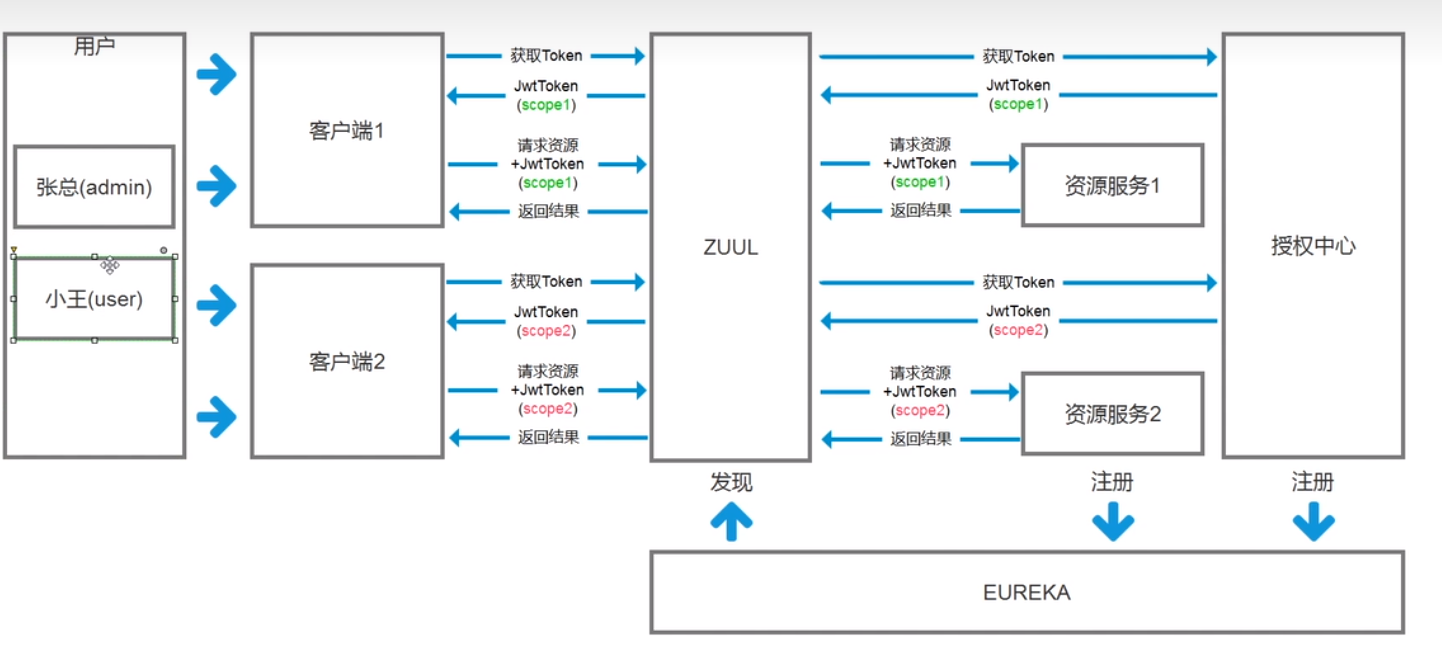 用户
张总(admin)
小王(user)
客户端1
获取Token
JwtToken
(scope1)
请求资源
+JwtToken
(scope1)
返回结果
客户端2
获取Token
JwtToken
(scope2)
请求资源
+JwtToken
(scope2)
返回结果
ZUUL
获取Token
JwtToken
(scope1)
请求资源
+JwtToken
(scope1)
返回结果
资源服务1
获取Token
JwtToken
(scope2)
请求资源
+JwtToken
(scope2)
返回结果
资源服务2
授权中心
发现
注册
注册
EUREKA